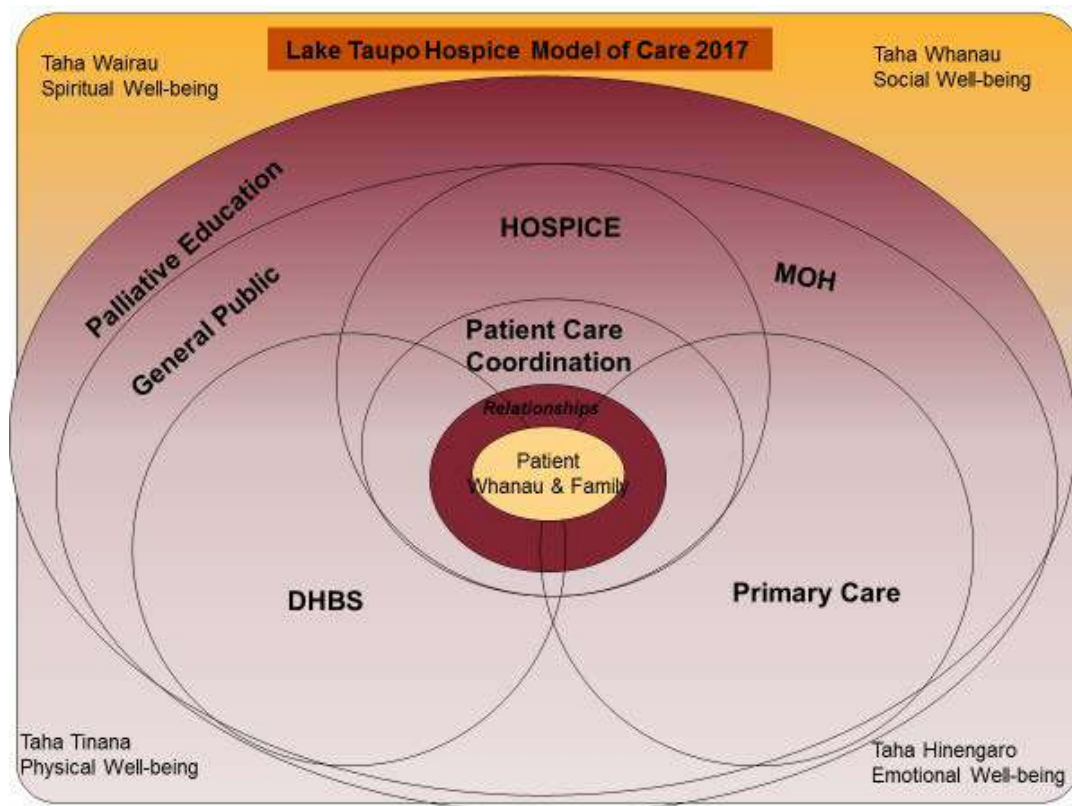 Lake Taupo Hospice Model of Care 2017
Taha Wairau
Spiritual Well-being
Taha Whanau
Social Well-being
Palliative Education
General Public
HOSPICE
MOH
Patient Care
Coordination
Relationships
Patient
Whanau & Family
DHBS
Primary Care
Taha Tinana
Physical Well-being
Taha Hinengaro
Emotional Well-being